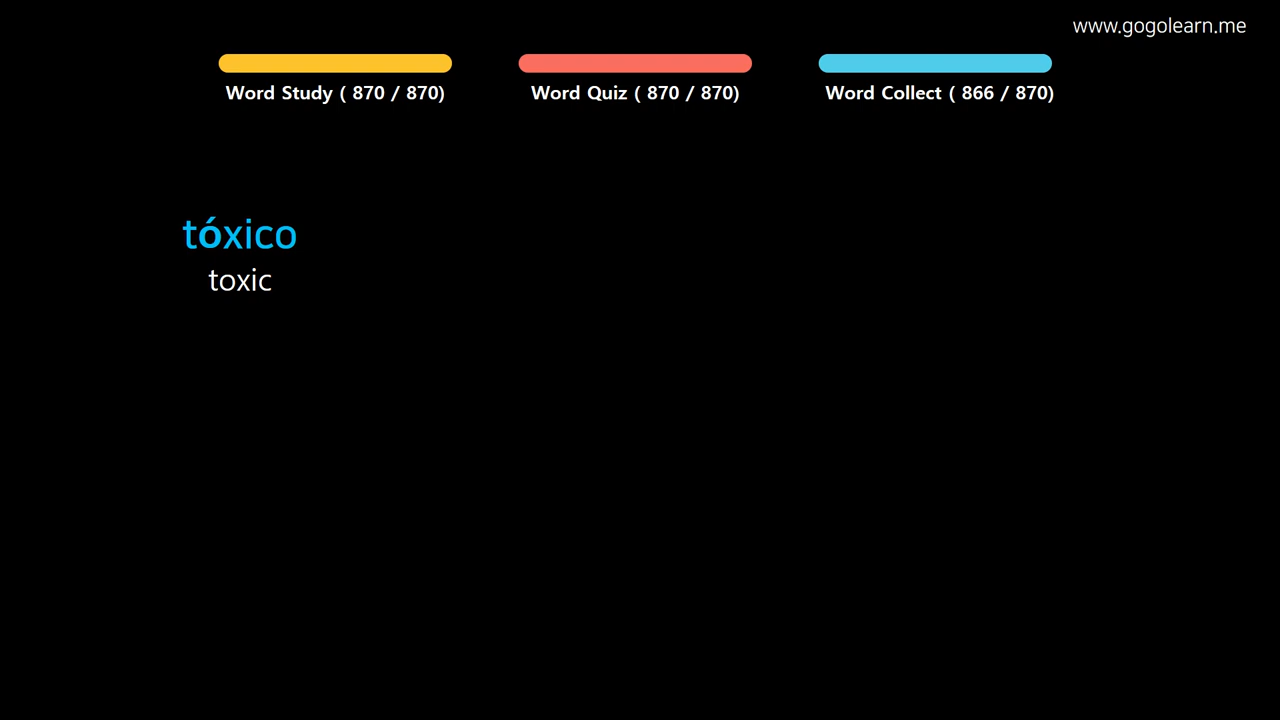 www.gogolearn.me
Word Study ( 870 / 870)
Word Quiz ( 870 / 870)
Word Collect ( 866 / 870)
tóxico
toxic